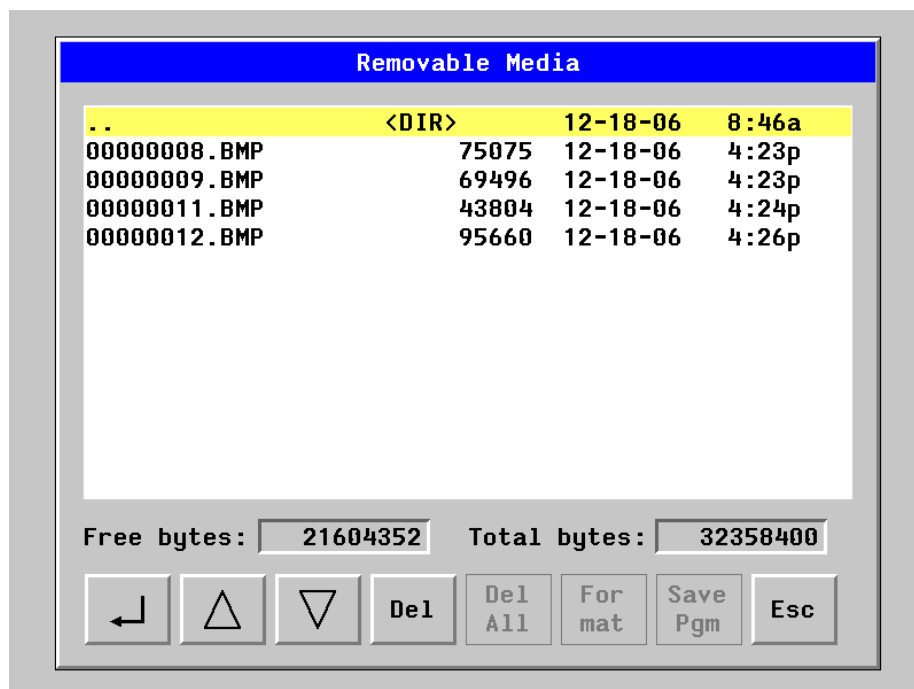 Removable Media
.. <DIR> 12-18-06 8:46a
00000008.BMP 75075 12-18-06 4:23p
00000009.BMP 69496 12-18-06 4:23p
00000011.BMP 43804 12-18-06 4:24p
00000012.BMP 95660 12-18-06 4:26p
Free bytes: 21604352 Total bytes: 32358400
Del
Del
All
For
mat
Save
Pgm
Esc